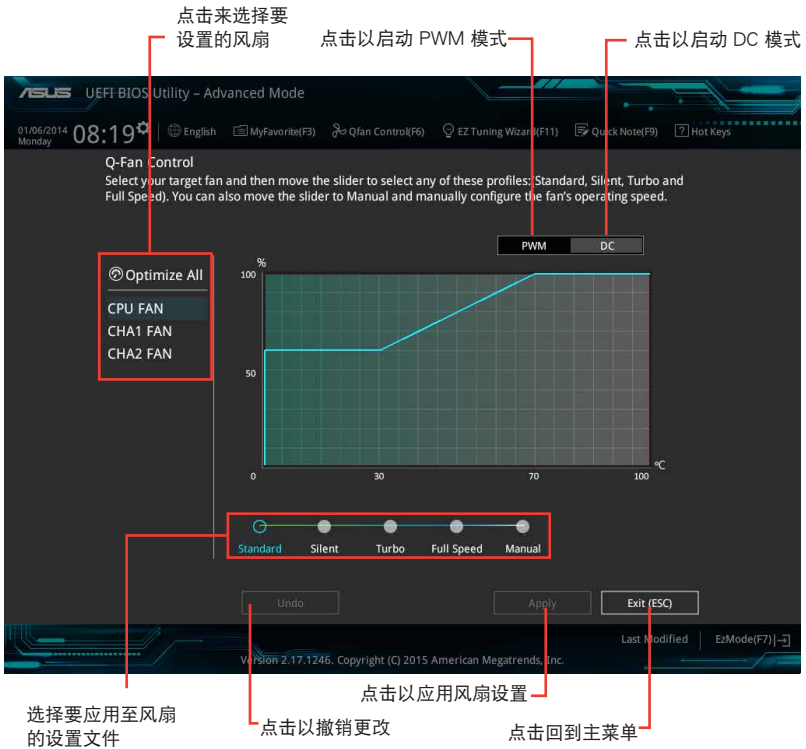 点击来选择要
设置的风扇
点击以启动 PWM 模式
点击以启动 DC 模式
ASUS UEFI BIOS Utility – Advanced Mode
01/06/2014
Monday
08:19
English MyFavorite(F3) Qfan Control(F6) EZ Tuning Wizard(F11) Quick Note(F9) ? Hot Keys
Q-Fan Control
Select your target fan and then move the slider to select any of these profiles:(Standard, Silent, Turbo and
Full Speed). You can also move the slider to Manual and manually configure the fan's operating speed.
PWM DC
Optimize All
CPU FAN
CHA1 FAN
CHA2 FAN
%
100
50
0 30 70 100
ºC
Standard Silent Turbo Full Speed Manual
Undo Apply Exit (ESC)
Last Modified EzMode(F7)
Version 2.17.1246. Copyright (C) 2015 American Megatrends, Inc.
选择要应用至风扇
的设置文件
点击以撤销更改
点击以应用风扇设置
点击回到主菜单